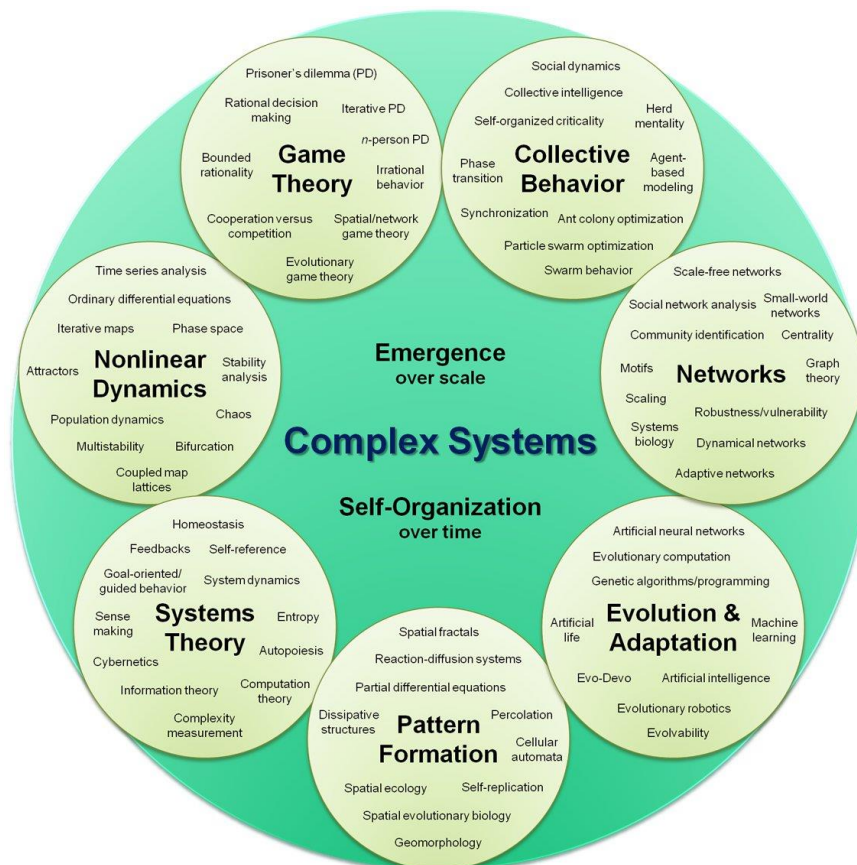 Prisoner's dilemma (PD)
Rational decision
making
Iterative PD
n-person PD
Bounded
rationality
Game
Theory
Irrational
behavior
Cooperation versus
competition
Spatial/network
game theory
Evolutionary
game theory
Social dynamics
Collective intelligence
Self-organized criticality
Herd
mentality
Phase
transition
Collective
Behavior
Agent-
based
modeling
Synchronization
Ant colony optimization
Particle swarm optimization
Swarm behavior
Time series analysis
Ordinary differential equations
Iterative maps
Phase space
Attractors
Nonlinear
Dynamics
Stability
analysis
Population dynamics
Chaos
Multistability
Bifurcation
Coupled map
lattices
Emergence
over scale
Complex Systems
Self-Organization
over time
Scale-free networks
Social network analysis
Small-world
networks
Community identification
Centrality
Motifs
Networks
Graph
theory
Scaling
Robustness/vulnerability
Systems
biology
Dynamical networks
Adaptive networks
Homeostasis
Feedbacks
Self-reference
Goal-oriented/
guided behavior
System dynamics
Sense
making
Systems
Theory
Entropy
Autopoiesis
Cybernetics
Information theory
Computation
theory
Complexity
measurement
Spatial fractals
Reaction-diffusion systems
Partial differential equations
Dissipative
structures
Pattern
Formation
Percolation
Cellular
automata
Spatial ecology
Self-replication
Spatial evolutionary biology
Geomorphology
Artificial neural networks
Evolutionary computation
Genetic algorithms/programming
Artificial
life
Evolution &
Adaptation
Machine
learning
Evo-Devo
Artificial intelligence
Evolutionary robotics
Evolvability